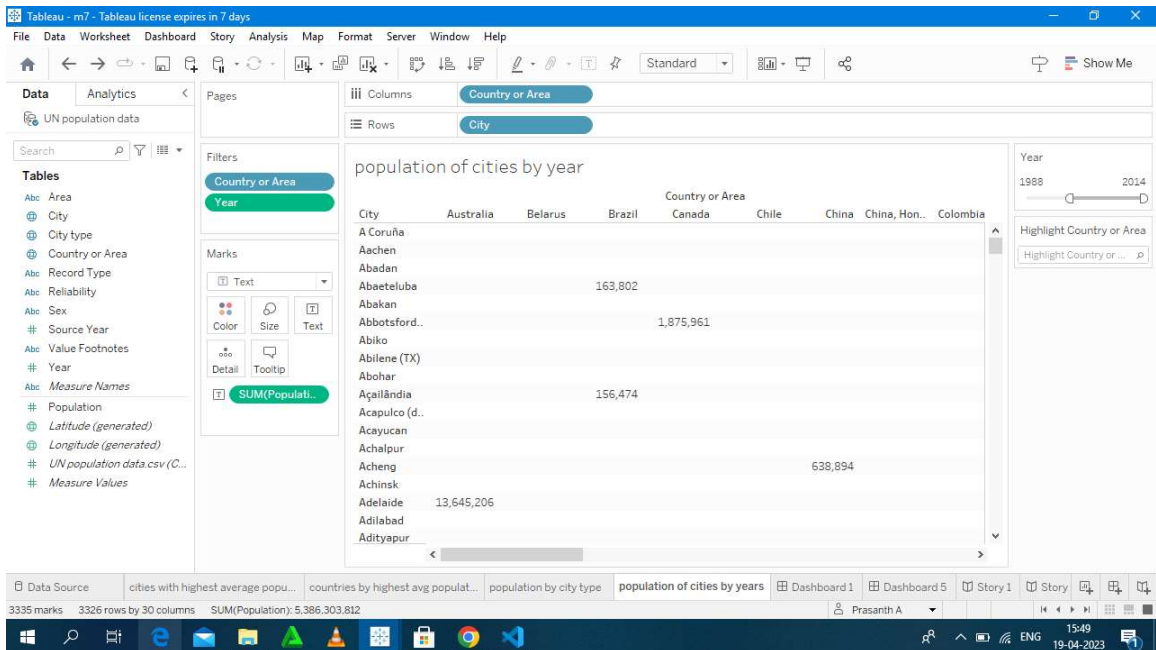 Tableau - m7 - Tableau license expires in 7 days
File Data Worksheet Dashboard Story Analysis Map Format Server Window Help
Standard
Show Me
Data Analytics
UN population data
Search
Tables
Abc Area
City
City type
Country or Area
Abc Record Type
Abc Reliability
Abc Sex
# Source Year
Abc Value Footnotes
# Year
Abc Measure Names
# Population
Latitude (generated)
Longitude (generated)
# UN population data.csv (C...
# Measure Values
Pages
Filters
Country or Area
Year
Marks
Text
Color Size Text
Detail Tooltip
SUM(Populati..
Columns Country or Area
Rows City
population of cities by year
Country or Area
City Australia Belarus Brazil Canada Chile China China, Hon.. Colombia
A Coruña
Aachen
Abadan
Abaeteluba 163,802
Abakan
Abbotsford.. 1,875,961
Abiko
Abilene (TX)
Abohar
Açailândia 156,474
Acapulco (d..
Acayucan
Achalpur
Acheng 638,894
Achinsk
Adelaide 13,645,206
Adilabad
Adityapur
Year
1988 2014
Highlight Country or Area
Highlight Country or ...
Data Source cities with highest average popu... countries by highest avg populat... population by city type population of cities by years Dashboard 1 Dashboard 5 Story 1 Story
3335 marks 3326 rows by 30 columns SUM(Population): 5,386,303,812 Prasanth A
ENG
15:49
19-04-2023